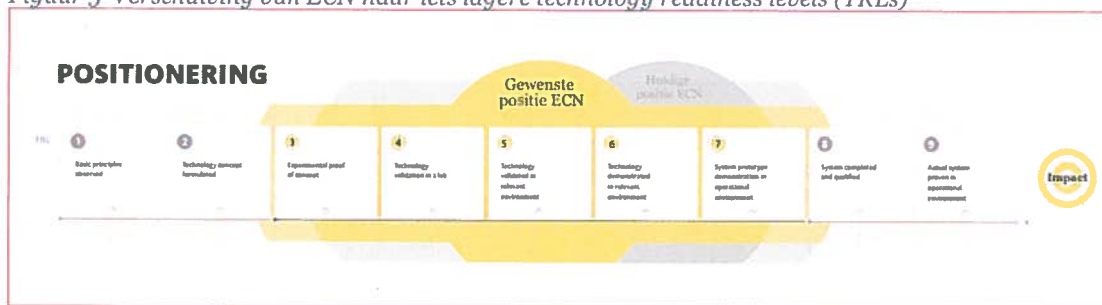 Figuur 3 Verschuiving van ECN naar iets lagere technology readiness levels (TRLs)
POSITIONERING
Gewenste
positie ECN
Huidige
positie ECN
TRL
1
Basic principles
observed
2
Technology concept
formulated
3
Experimental proof
of concept
4
Technology
validation in a lab
5
Technology
validated in
relevant
environment
6
Technology
demonstrated
in relevant
environment
7
System prototype
demonstration in
operational
environment
8
System completed
and qualified
9
Actual system
proven in
operational
environment
Impact